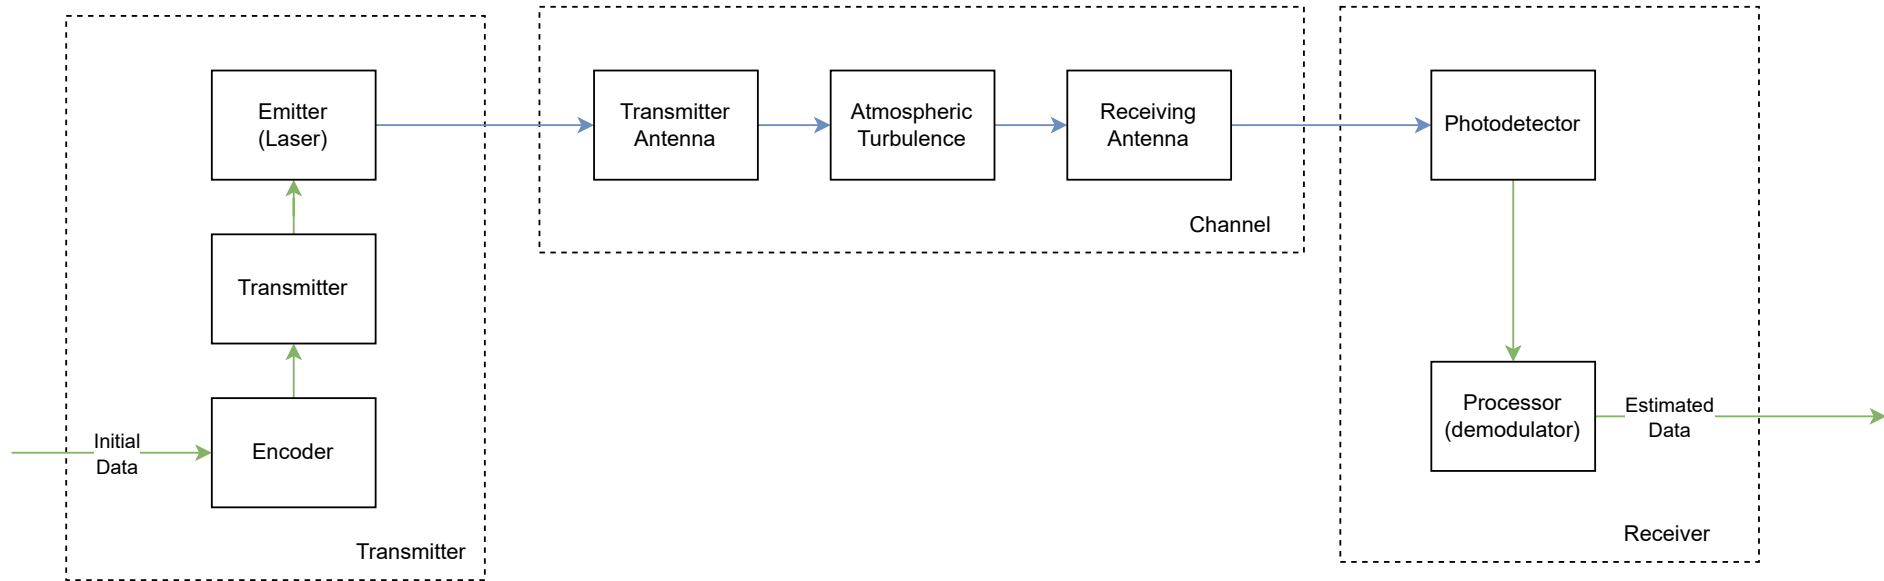 Emitter
(Laser)
Transmitter
Encoder
Initial
Data
Transmitter
Transmitter
Antenna
Atmospheric
Turbulence
Receiving
Antenna
Channel
Photodetector
Processor
(demodulator)
Estimated
Data
Receiver